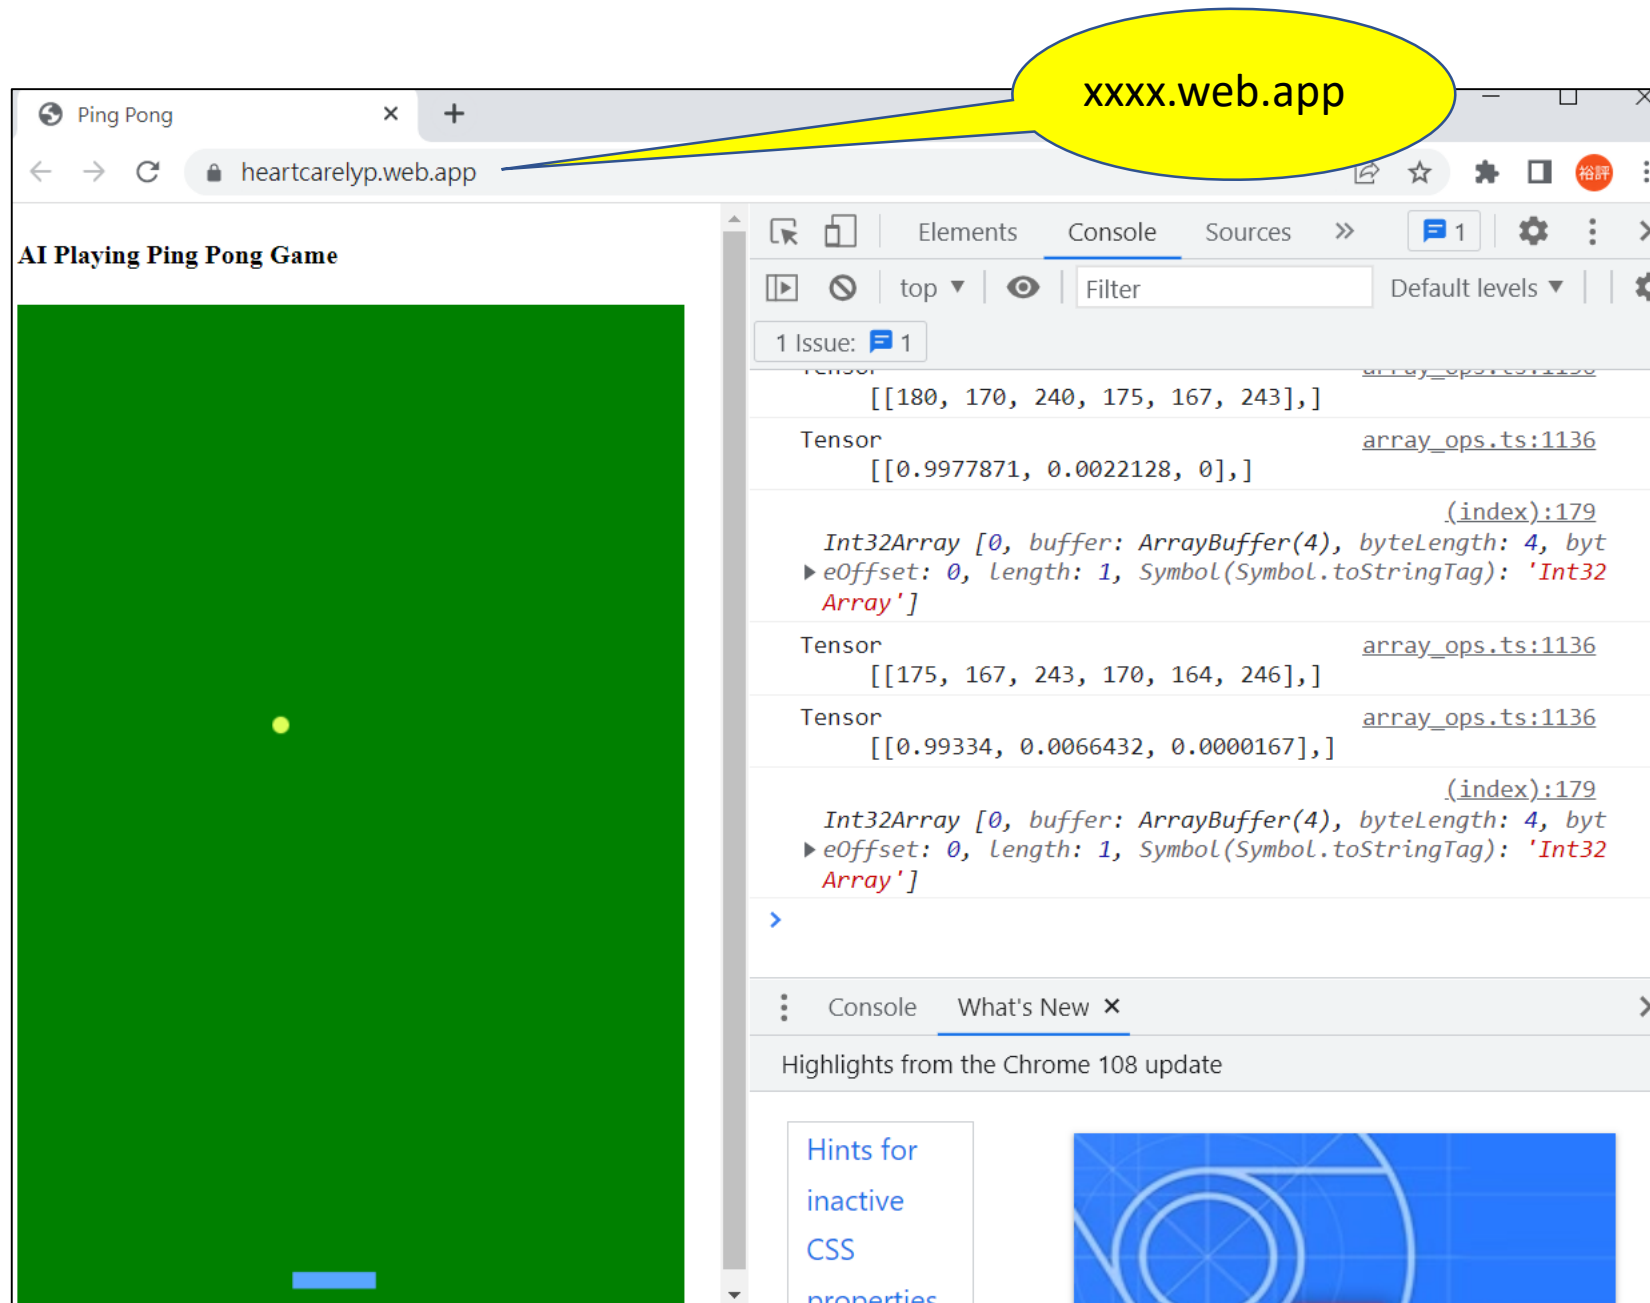 xxxx.web.app
Ping Pong
heartcarelyp.web.app
裕評
AI Playing Ping Pong Game
Elements Console Sources 1
top Filter Default levels
1 Issue: 1
Tensor
[[180, 170, 240, 175, 167, 243],]
Tensor array_ops.ts:1136
[[0.9977871, 0.0022128, 0],]
(index):179
Int32Array [0, buffer: ArrayBuffer(4), byteLength: 4, byt
eOffset: 0, length: 1, Symbol(Symbol.toStringTag): 'Int32
Array']
Tensor array_ops.ts:1136
[[175, 167, 243, 170, 164, 246],]
Tensor array_ops.ts:1136
[[0.99334, 0.0066432, 0.0000167],]
(index):179
Int32Array [0, buffer: ArrayBuffer(4), byteLength: 4, byt
eOffset: 0, length: 1, Symbol(Symbol.toStringTag): 'Int32
Array']
Console What's New
Highlights from the Chrome 108 update
Hints for
inactive
CSS
properties